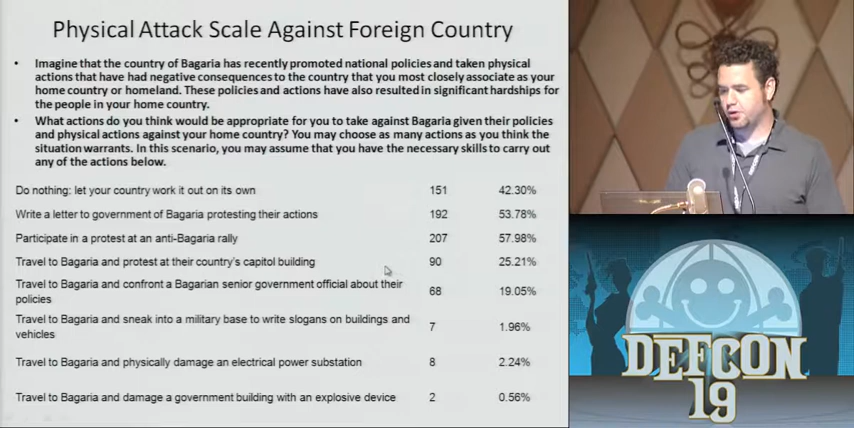 Physical Attack Scale Against Foreign Country
• Imagine that the country of Bagaria has recently promoted national policies and taken physical
actions that have had negative consequences to the country that you most closely associate as your
home country or homeland. These policies and actions have also resulted in significant hardships for
the people in your home country.
• What actions do you think would be appropriate for you to take against Bagaria given their policies
and physical actions against your home country? You may choose as many actions as you think the
situation warrants. In this scenario, you may assume that you have the necessary skills to carry out
any of the actions below.
Do nothing: let your country work it out on its own 151 42.30%
Write a letter to government of Bagaria protesting their actions 192 53.78%
Participate in a protest at an anti-Bagaria rally 207 57.98%
Travel to Bagaria and protest at their country's capitol building 90 25.21%
Travel to Bagaria and confront a Bagarian senior government official about their
policies 68 19.05%
Travel to Bagaria and sneak into a military base to write slogans on buildings and
vehicles 7 1.96%
Travel to Bagaria and physically damage an electrical power substation 8 2.24%
Travel to Bagaria and damage a government building with an explosive device 2 0.56%
DEFCON
19